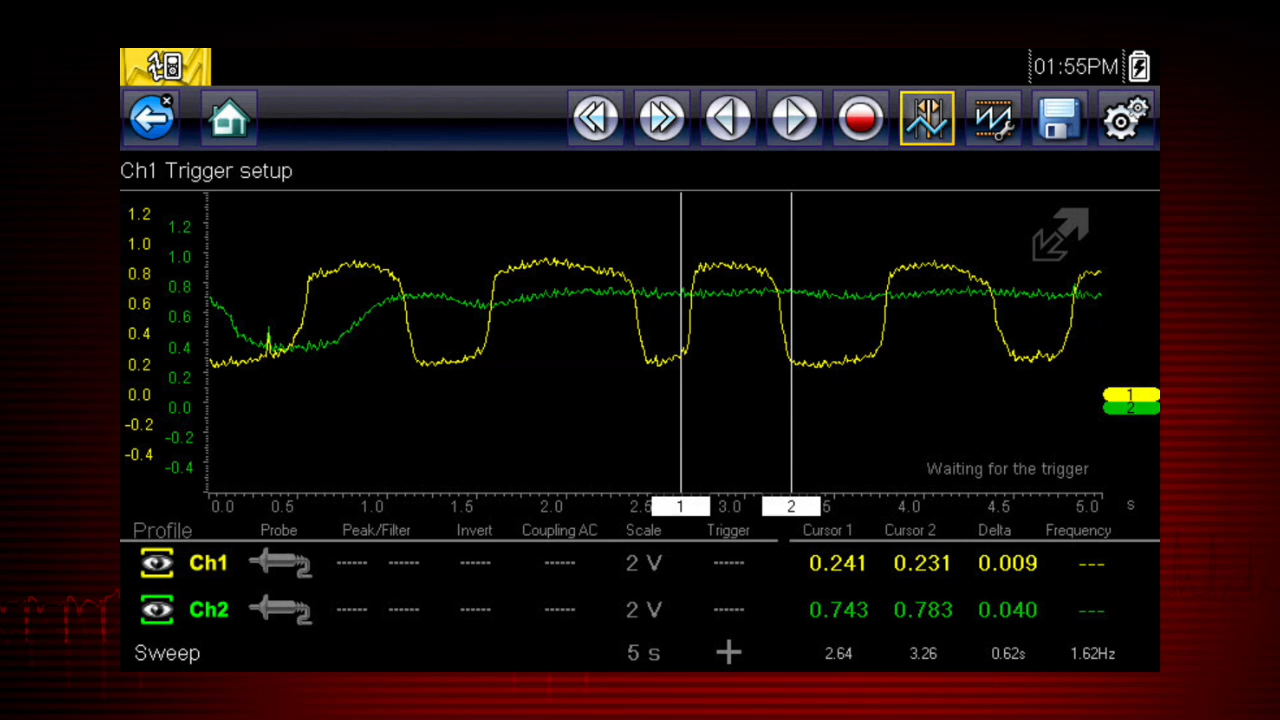 01:55PM
Ch1 Trigger setup
1.2 1.2
1.0 1.0
0.8 0.8
0.6 0.6
0.4 0.4
0.2 0.2
0.0 0.0
-0.2 -0.2
-0.4 -0.4
1
2
Waiting for the trigger
0.0 0.5 1.0 1.5 2.0 2.5 1 3.0 2 5 4.0 4.5 5.0 s
Profile Probe Peak/Filter Invert Coupling AC Scale Trigger Cursor 1 Cursor 2 Delta Frequency
Ch1 ------ ------ ------ ------ 2 V ------ 0.241 0.231 0.009 ---
Ch2 ------ ------ ------ ------ 2 V ------ 0.743 0.783 0.040 ---
Sweep 5 s 2.64 3.26 0.62s 1.62Hz